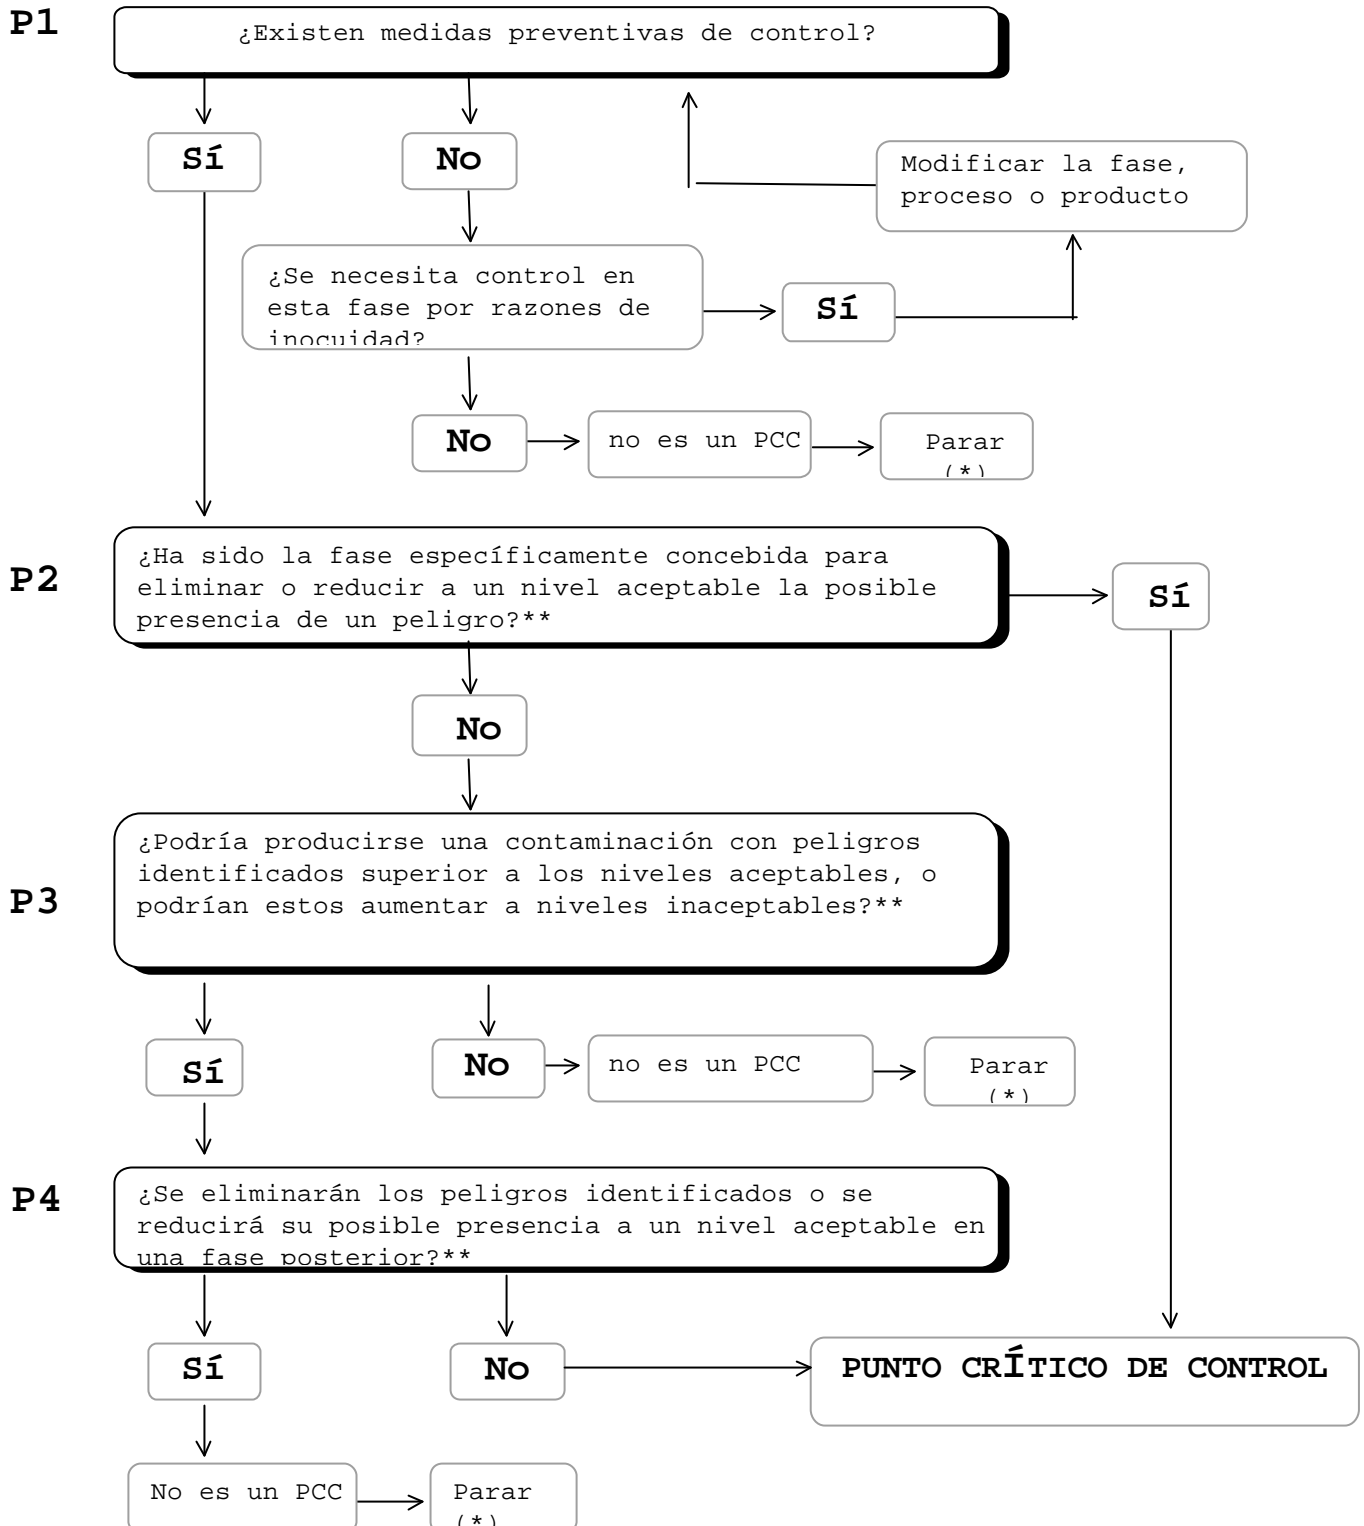 P1
¿Existen medidas preventivas de control?
Sí
No
Modificar la fase,
proceso o producto
¿Se necesita control en
esta fase por razones de
inocuidad?
Sí
No
no es un PCC
Parar
(*)
P2
¿Ha sido la fase específicamente concebida para
eliminar o reducir a un nivel aceptable la posible
presencia de un peligro?**
Sí
No
P3
¿Podría producirse una contaminación con peligros
identificados superior a los niveles aceptables, o
podrían estos aumentar a niveles inaceptables?**
Sí
No
no es un PCC
Parar
(*)
P4
¿Se eliminarán los peligros identificados o se
reducirá su posible presencia a un nivel aceptable en
una fase posterior?**
Sí
No
PUNTO CRÍTICO DE CONTROL
No es un PCC
Parar
(*)